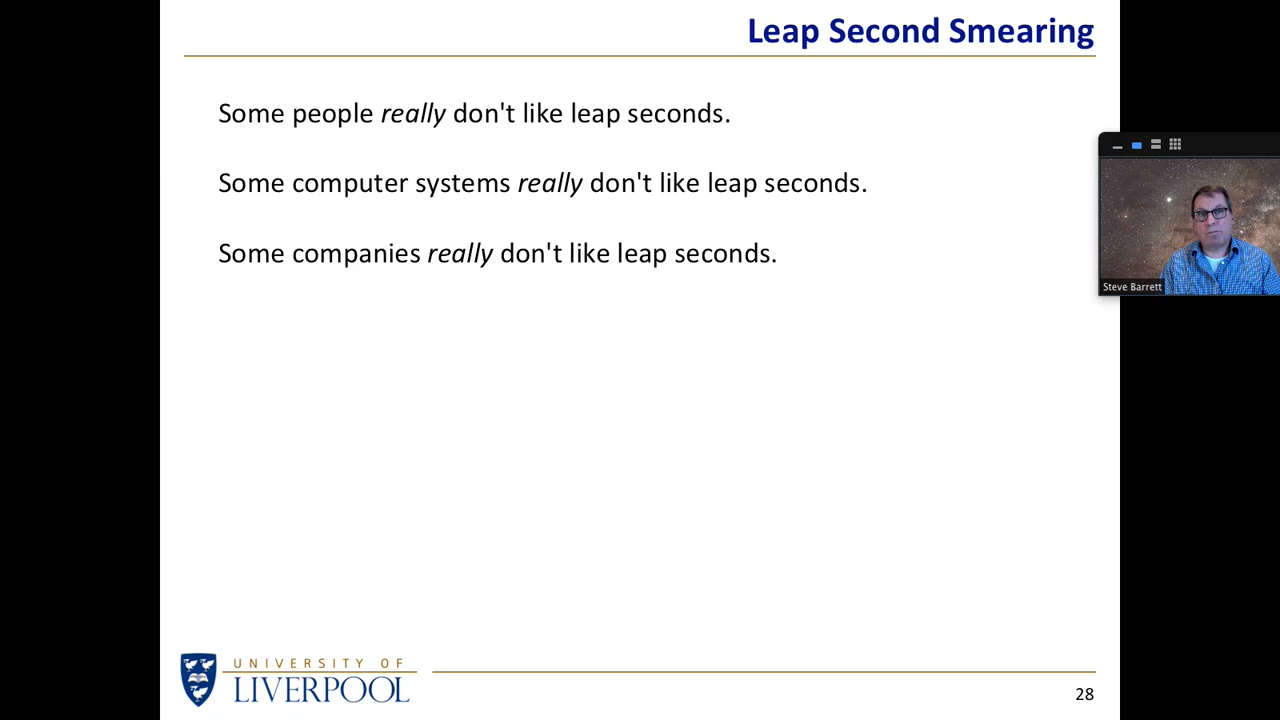 Leap Second Smearing
Some people really don't like leap seconds.
Some computer systems really don't like leap seconds.
Some companies really don't like leap seconds.
Steve Barrett
UNIVERSITY OF
LIVERPOOL
28